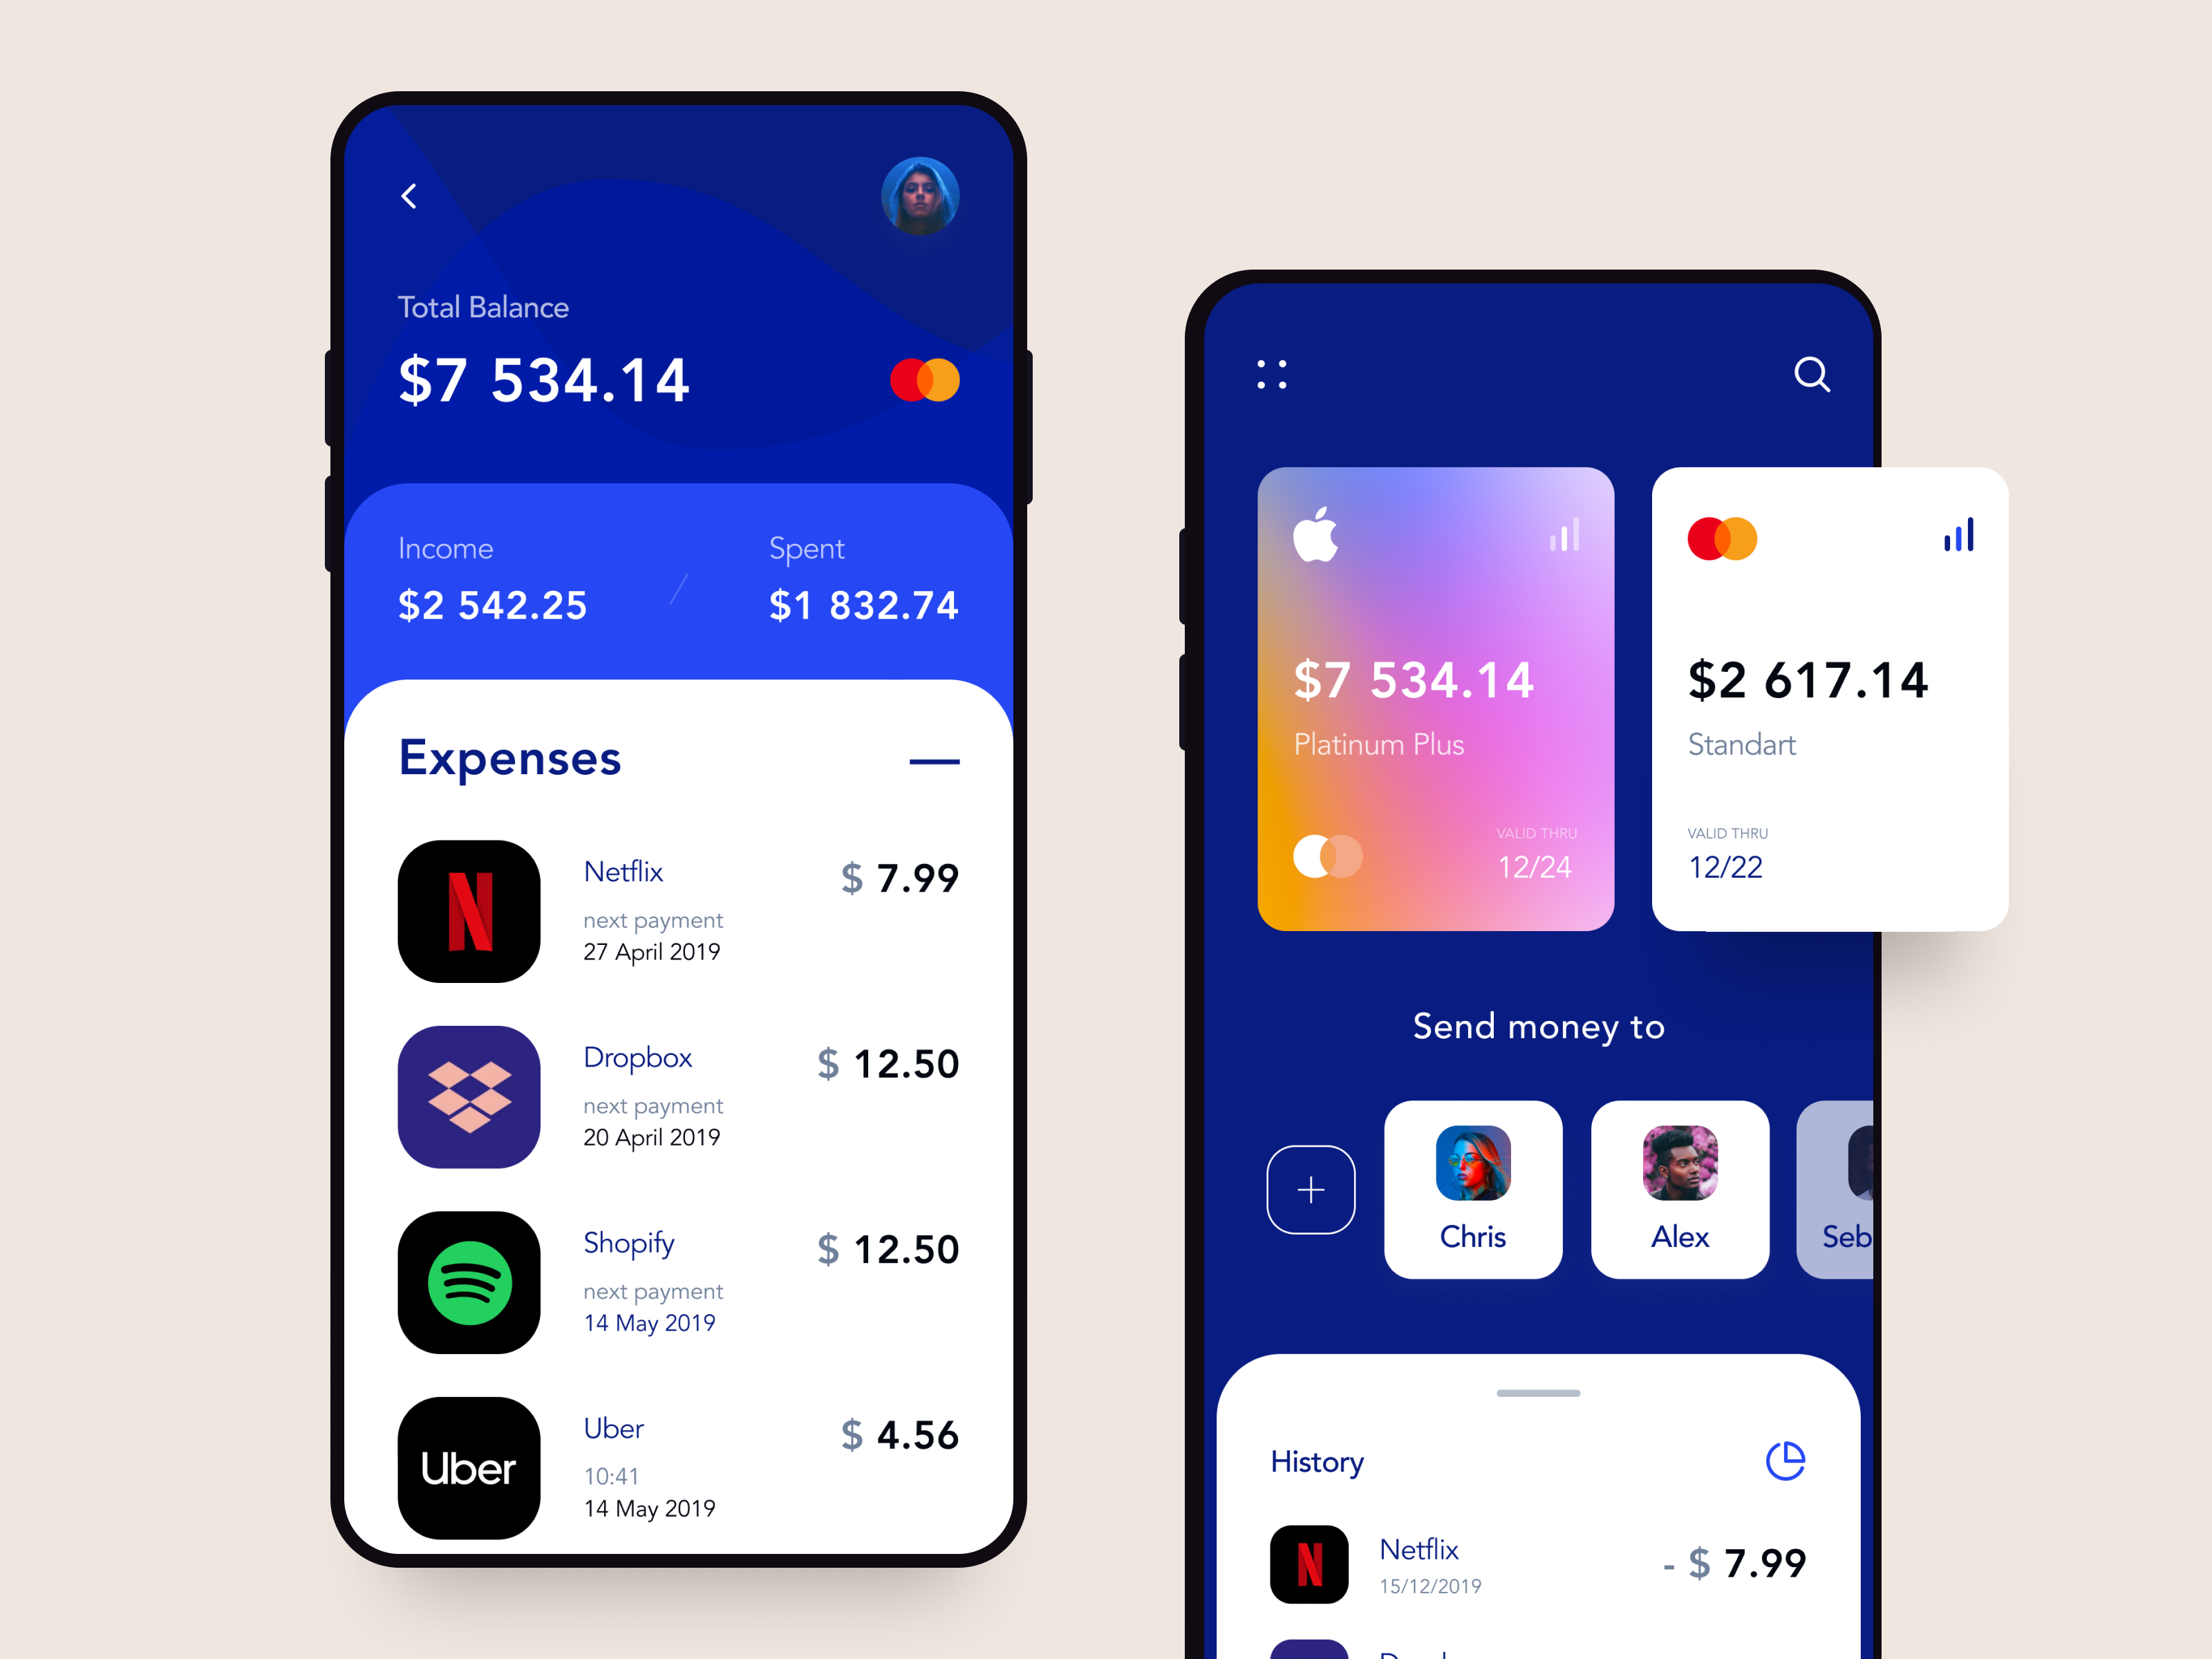 Total Balance
$7 534.14
Income
Spent
$2 542.25
$1 832.74
Expenses
Netflix
$ 7.99
next payment
27 April 2019
Dropbox
$ 12.50
next payment
20 April 2019
Shopify
$ 12.50
next payment
14 May 2019
Uber
Uber
$ 4.56
10:41
14 May 2019
$7 534.14
Platinum Plus
VALID THRU
12/24
$2 617.14
Standart
VALID THRU
12/22
Send money to
Chris
Alex
Seb
History
Netflix
- $ 7.99
15/12/2019